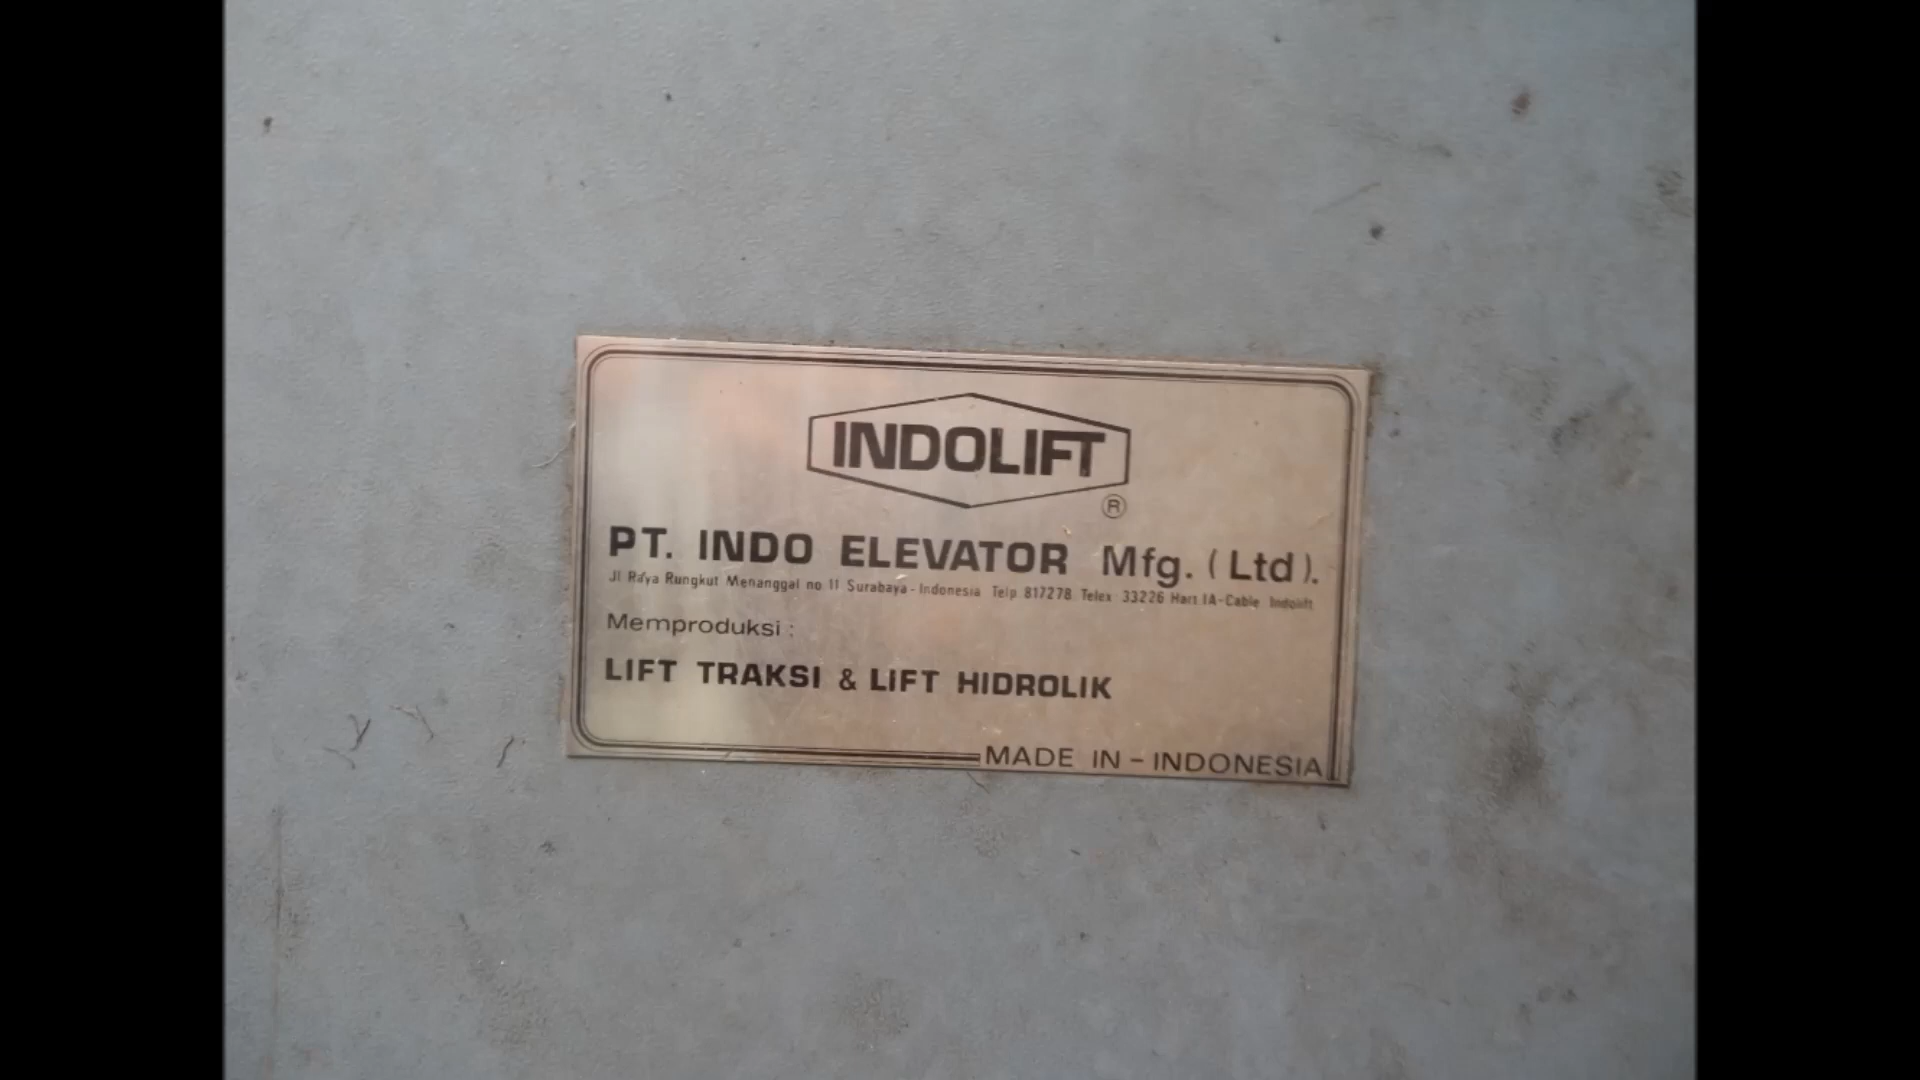 INDOLIFT
®
PT. INDO ELEVATOR Mfg. (Ltd).
Jl Raya Rungkut Menanggal no 11 Surabaya - Indonesia Telp 817278 Telex 33226 Hart IA-Cable Indolift
Memproduksi :
LIFT TRAKSI & LIFT HIDROLIK
MADE IN - INDONESIA